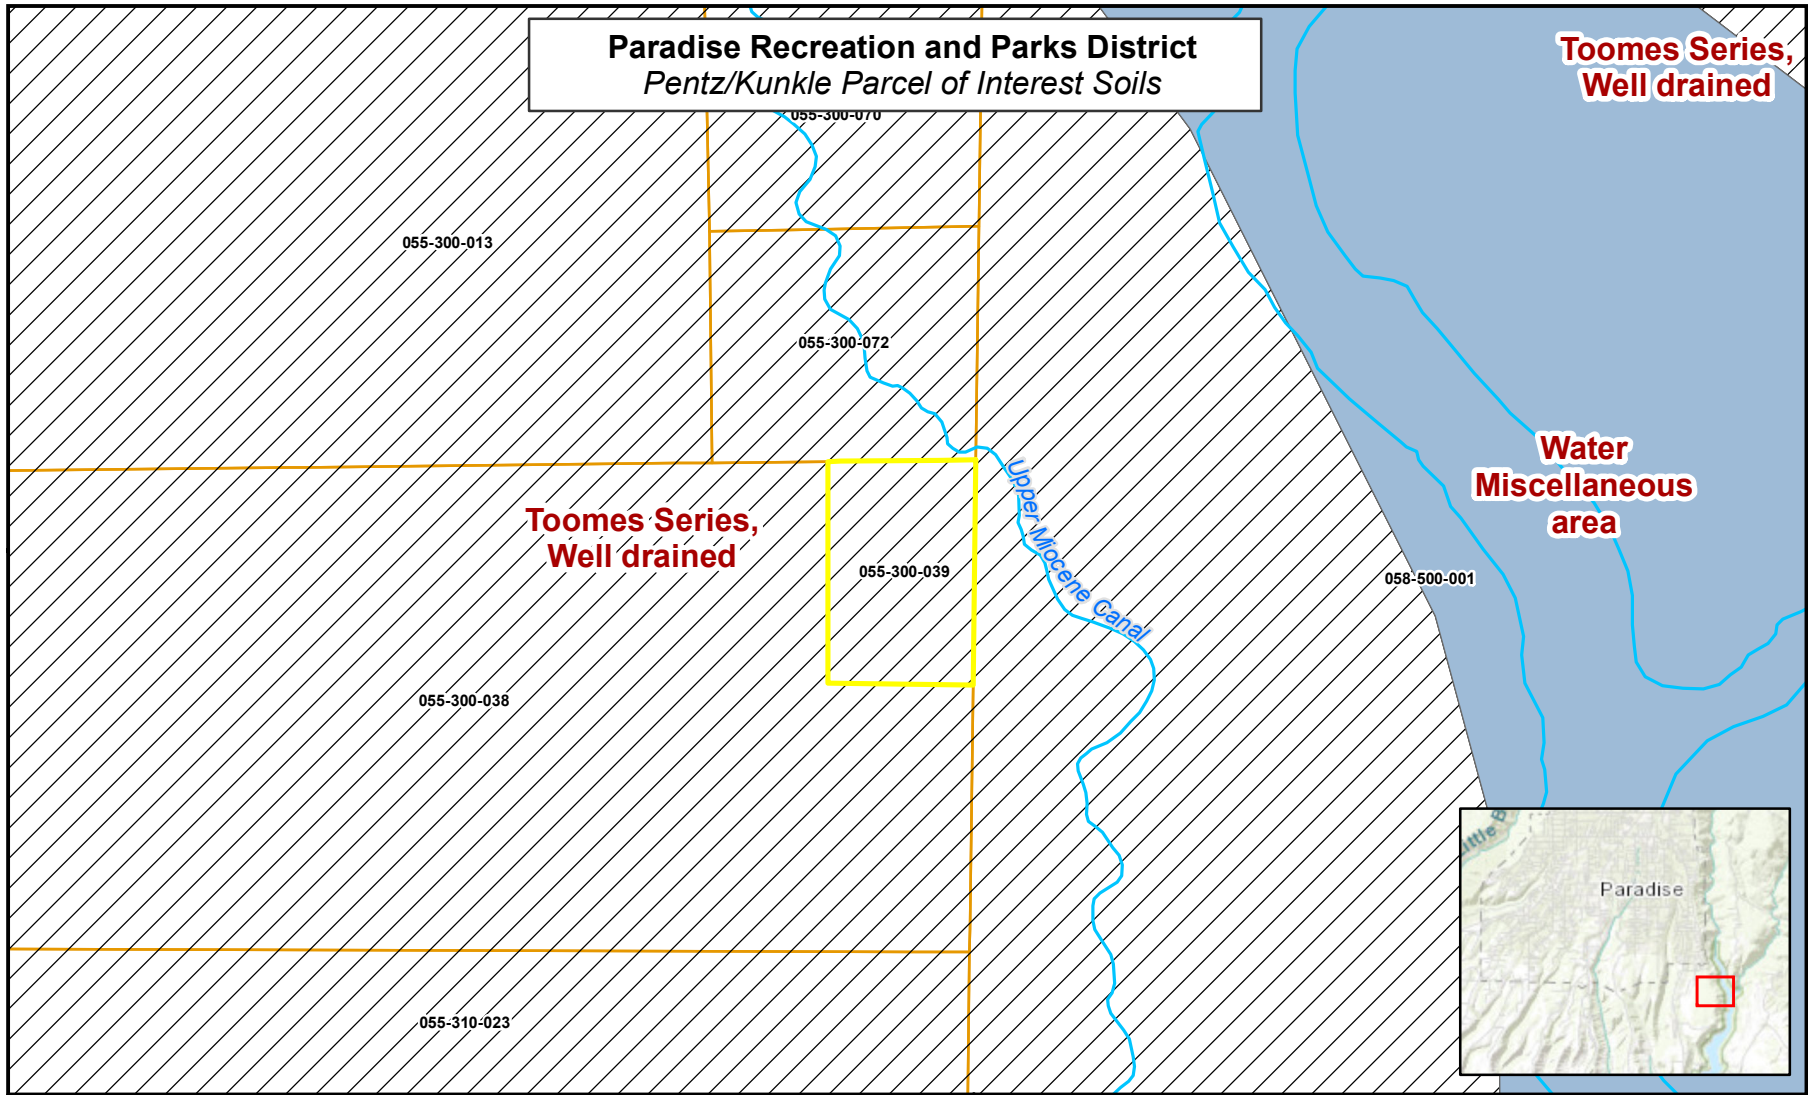 Paradise Recreation and Parks District
Pentz/Kunkle Parcel of Interest Soils
Toomes Series,
Well drained
055-300-070
055-300-013
055-300-072
Water
Miscellaneous
area
Toomes Series,
Well drained
Upper Miocene Canal
055-300-039
058-500-001
055-300-038
ittle B
Paradise
055-310-023